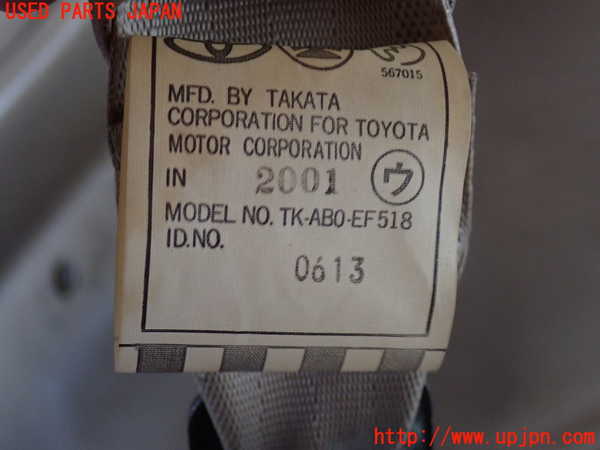 USED PARTS JAPAN
567015
MFD. BY TAKATA
CORPORATION FOR TOYOTA
MOTOR CORPORATION
IN 2001 ウ
MODEL NO. TK-AB0-EF518
ID.NO.
0613
http://www.upjpn.com/